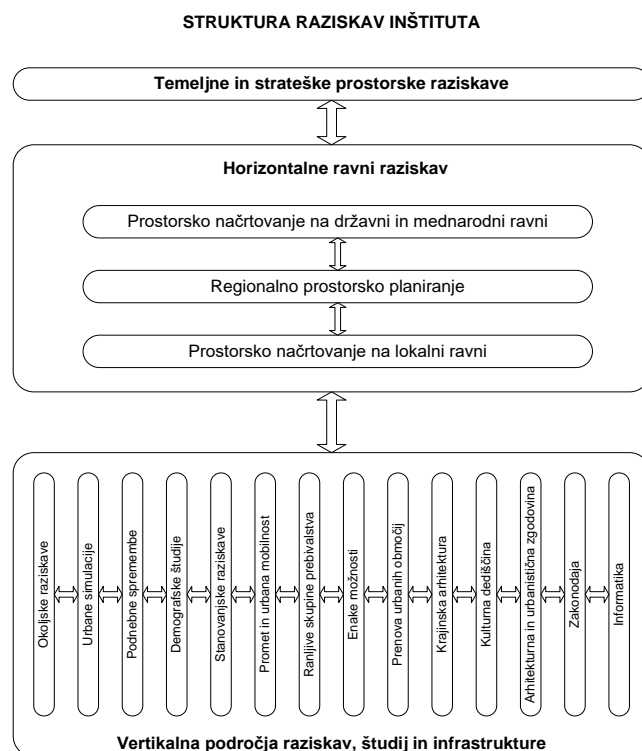 STRUKTURA RAZISKAV INŠTITUTA
Temeljne in strateške prostorske raziskave
Horizontalne ravni raziskav
Prostorsko načrtovanje na državni in mednarodni ravni
Regionalno prostorsko planiranje
Prostorsko načrtovanje na lokalni ravni
Okoljske raziskave
Urbane simulacije
Podnebne spremembe
Demografske študije
Stanovanjske raziskave
Promet in urbana mobilnost
Ranljive skupine prebivalstva
Enake možnosti
Prenova urbanih območij
Krajinska arhitektura
Kulturna dediščina
Arhitekturna in urbanistična zgodovina
Zakonodaja
Informatika
Vertikalna področja raziskav, študij in infrastrukture